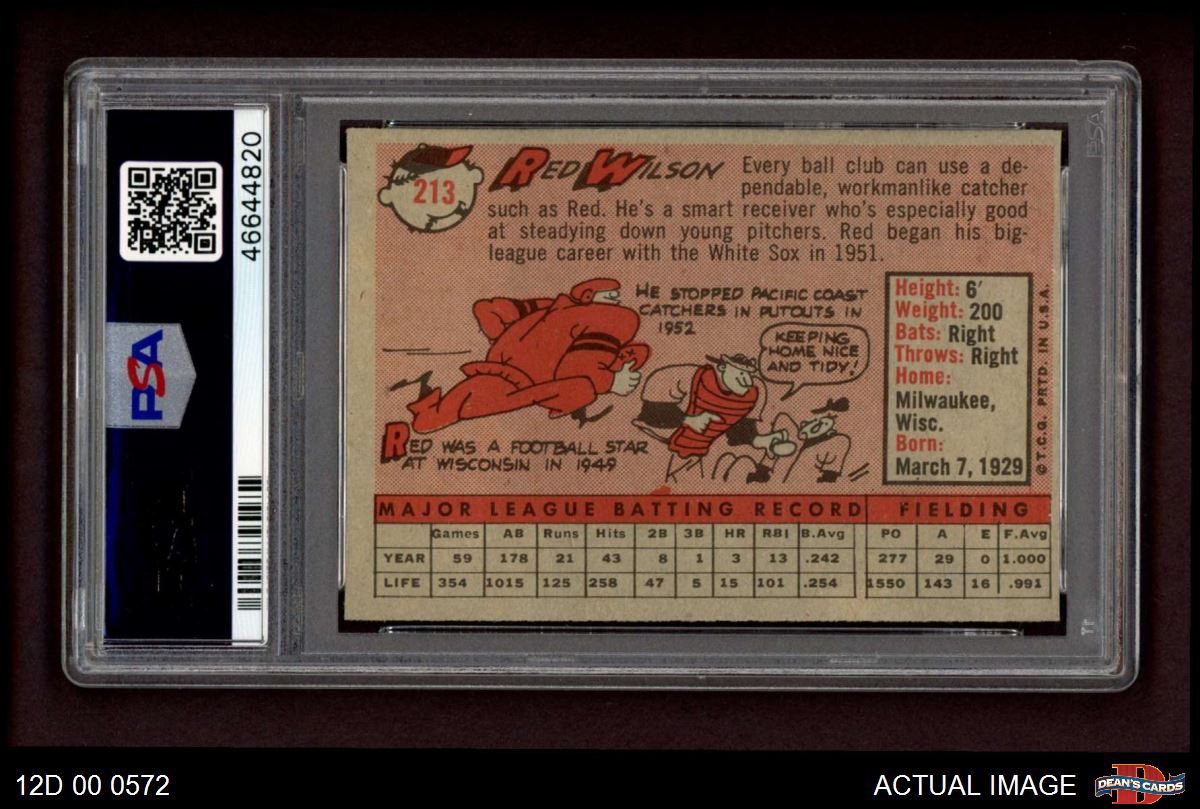 PSA
46644820
213
RED WILSON
Every ball club can use a de-
pendable, workmanlike catcher
such as Red. He's a smart receiver who's especially good
at steadying down young pitchers. Red began his big-
league career with the White Sox in 1951.
HE STOPPED PACIFIC COAST
CATCHERS IN PUTOUTS IN
1952
KEEPING
HOME NICE
AND TIDY!
RED WAS A FOOTBALL STAR
AT WISCONSIN IN 1949
Height: 6'
Weight: 200
Bats: Right
Throws: Right
Home:
Milwaukee,
Wisc.
Born:
March 7, 1929
© T.C.G. PRTD. IN U.S.A.
MAJOR LEAGUE BATTING RECORD FIELDING
Games AB Runs Hits 2B 3B HR RBI B.Avg PO A E F.Avg
YEAR 59 178 21 43 8 1 3 13 .242 277 29 0 1.000
LIFE 354 1015 125 258 47 5 15 101 .254 1550 143 16 .991
12D 00 0572
ACTUAL IMAGE
DEAN'S CARDS